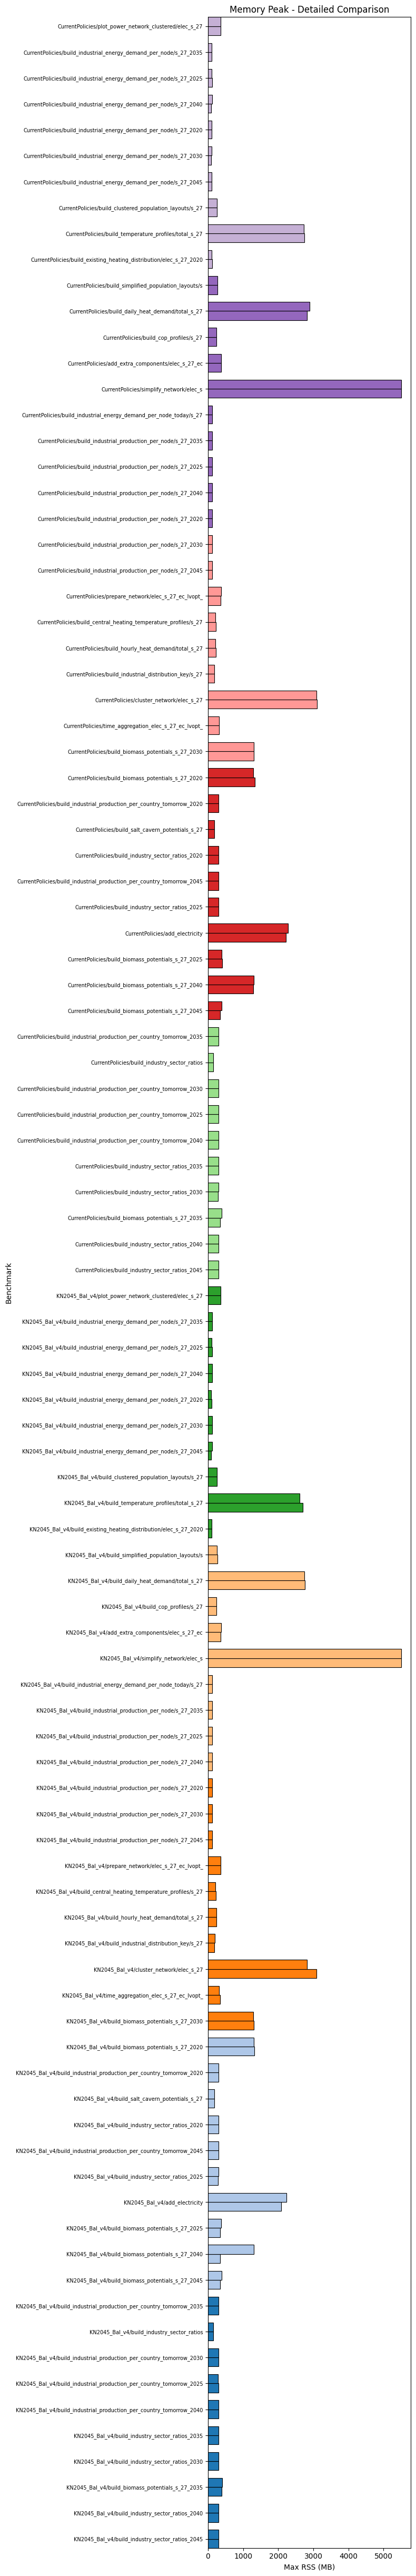 Memory Peak - Detailed Comparison
CurrentPolicies/plot_power_network_clustered/elec_s_27
CurrentPolicies/build_industrial_energy_demand_per_node/s_27_2035
CurrentPolicies/build_industrial_energy_demand_per_node/s_27_2025
CurrentPolicies/build_industrial_energy_demand_per_node/s_27_2040
CurrentPolicies/build_industrial_energy_demand_per_node/s_27_2020
CurrentPolicies/build_industrial_energy_demand_per_node/s_27_2030
CurrentPolicies/build_industrial_energy_demand_per_node/s_27_2045
CurrentPolicies/build_clustered_population_layouts/s_27
CurrentPolicies/build_temperature_profiles/total_s_27
CurrentPolicies/build_existing_heating_distribution/elec_s_27_2020
CurrentPolicies/build_simplified_population_layouts/s
CurrentPolicies/build_daily_heat_demand/total_s_27
CurrentPolicies/build_cop_profiles/s_27
CurrentPolicies/add_extra_components/elec_s_27_ec
CurrentPolicies/simplify_network/elec_s
CurrentPolicies/build_industrial_energy_demand_per_node_today/s_27
CurrentPolicies/build_industrial_production_per_node/s_27_2035
CurrentPolicies/build_industrial_production_per_node/s_27_2025
CurrentPolicies/build_industrial_production_per_node/s_27_2040
CurrentPolicies/build_industrial_production_per_node/s_27_2020
CurrentPolicies/build_industrial_production_per_node/s_27_2030
CurrentPolicies/build_industrial_production_per_node/s_27_2045
CurrentPolicies/prepare_network/elec_s_27_ec_lvopt_
CurrentPolicies/build_central_heating_temperature_profiles/s_27
CurrentPolicies/build_hourly_heat_demand/total_s_27
CurrentPolicies/build_industrial_distribution_key/s_27
CurrentPolicies/cluster_network/elec_s_27
CurrentPolicies/time_aggregation_elec_s_27_ec_lvopt_
CurrentPolicies/build_biomass_potentials_s_27_2030
CurrentPolicies/build_biomass_potentials_s_27_2020
CurrentPolicies/build_industrial_production_per_country_tomorrow_2020
CurrentPolicies/build_salt_cavern_potentials_s_27
CurrentPolicies/build_industry_sector_ratios_2020
CurrentPolicies/build_industrial_production_per_country_tomorrow_2045
CurrentPolicies/build_industry_sector_ratios_2025
CurrentPolicies/add_electricity
CurrentPolicies/build_biomass_potentials_s_27_2025
CurrentPolicies/build_biomass_potentials_s_27_2040
CurrentPolicies/build_biomass_potentials_s_27_2045
CurrentPolicies/build_industrial_production_per_country_tomorrow_2035
CurrentPolicies/build_industry_sector_ratios
CurrentPolicies/build_industrial_production_per_country_tomorrow_2030
CurrentPolicies/build_industrial_production_per_country_tomorrow_2025
CurrentPolicies/build_industrial_production_per_country_tomorrow_2040
CurrentPolicies/build_industry_sector_ratios_2035
CurrentPolicies/build_industry_sector_ratios_2030
CurrentPolicies/build_biomass_potentials_s_27_2035
CurrentPolicies/build_industry_sector_ratios_2040
CurrentPolicies/build_industry_sector_ratios_2045
Benchmark
KN2045_Bal_v4/plot_power_network_clustered/elec_s_27
KN2045_Bal_v4/build_industrial_energy_demand_per_node/s_27_2035
KN2045_Bal_v4/build_industrial_energy_demand_per_node/s_27_2025
KN2045_Bal_v4/build_industrial_energy_demand_per_node/s_27_2040
KN2045_Bal_v4/build_industrial_energy_demand_per_node/s_27_2020
KN2045_Bal_v4/build_industrial_energy_demand_per_node/s_27_2030
KN2045_Bal_v4/build_industrial_energy_demand_per_node/s_27_2045
KN2045_Bal_v4/build_clustered_population_layouts/s_27
KN2045_Bal_v4/build_temperature_profiles/total_s_27
KN2045_Bal_v4/build_existing_heating_distribution/elec_s_27_2020
KN2045_Bal_v4/build_simplified_population_layouts/s
KN2045_Bal_v4/build_daily_heat_demand/total_s_27
KN2045_Bal_v4/build_cop_profiles/s_27
KN2045_Bal_v4/add_extra_components/elec_s_27_ec
KN2045_Bal_v4/simplify_network/elec_s
KN2045_Bal_v4/build_industrial_energy_demand_per_node_today/s_27
KN2045_Bal_v4/build_industrial_production_per_node/s_27_2035
KN2045_Bal_v4/build_industrial_production_per_node/s_27_2025
KN2045_Bal_v4/build_industrial_production_per_node/s_27_2040
KN2045_Bal_v4/build_industrial_production_per_node/s_27_2020
KN2045_Bal_v4/build_industrial_production_per_node/s_27_2030
KN2045_Bal_v4/build_industrial_production_per_node/s_27_2045
KN2045_Bal_v4/prepare_network/elec_s_27_ec_lvopt_
KN2045_Bal_v4/build_central_heating_temperature_profiles/s_27
KN2045_Bal_v4/build_hourly_heat_demand/total_s_27
KN2045_Bal_v4/build_industrial_distribution_key/s_27
KN2045_Bal_v4/cluster_network/elec_s_27
KN2045_Bal_v4/time_aggregation_elec_s_27_ec_lvopt_
KN2045_Bal_v4/build_biomass_potentials_s_27_2030
KN2045_Bal_v4/build_biomass_potentials_s_27_2020
KN2045_Bal_v4/build_industrial_production_per_country_tomorrow_2020
KN2045_Bal_v4/build_salt_cavern_potentials_s_27
KN2045_Bal_v4/build_industry_sector_ratios_2020
KN2045_Bal_v4/build_industrial_production_per_country_tomorrow_2045
KN2045_Bal_v4/build_industry_sector_ratios_2025
KN2045_Bal_v4/add_electricity
KN2045_Bal_v4/build_biomass_potentials_s_27_2025
KN2045_Bal_v4/build_biomass_potentials_s_27_2040
KN2045_Bal_v4/build_biomass_potentials_s_27_2045
KN2045_Bal_v4/build_industrial_production_per_country_tomorrow_2035
KN2045_Bal_v4/build_industry_sector_ratios
KN2045_Bal_v4/build_industrial_production_per_country_tomorrow_2030
KN2045_Bal_v4/build_industrial_production_per_country_tomorrow_2025
KN2045_Bal_v4/build_industrial_production_per_country_tomorrow_2040
KN2045_Bal_v4/build_industry_sector_ratios_2035
KN2045_Bal_v4/build_industry_sector_ratios_2030
KN2045_Bal_v4/build_biomass_potentials_s_27_2035
KN2045_Bal_v4/build_industry_sector_ratios_2040
KN2045_Bal_v4/build_industry_sector_ratios_2045
0 1000 2000 3000 4000 5000
Max RSS (MB)